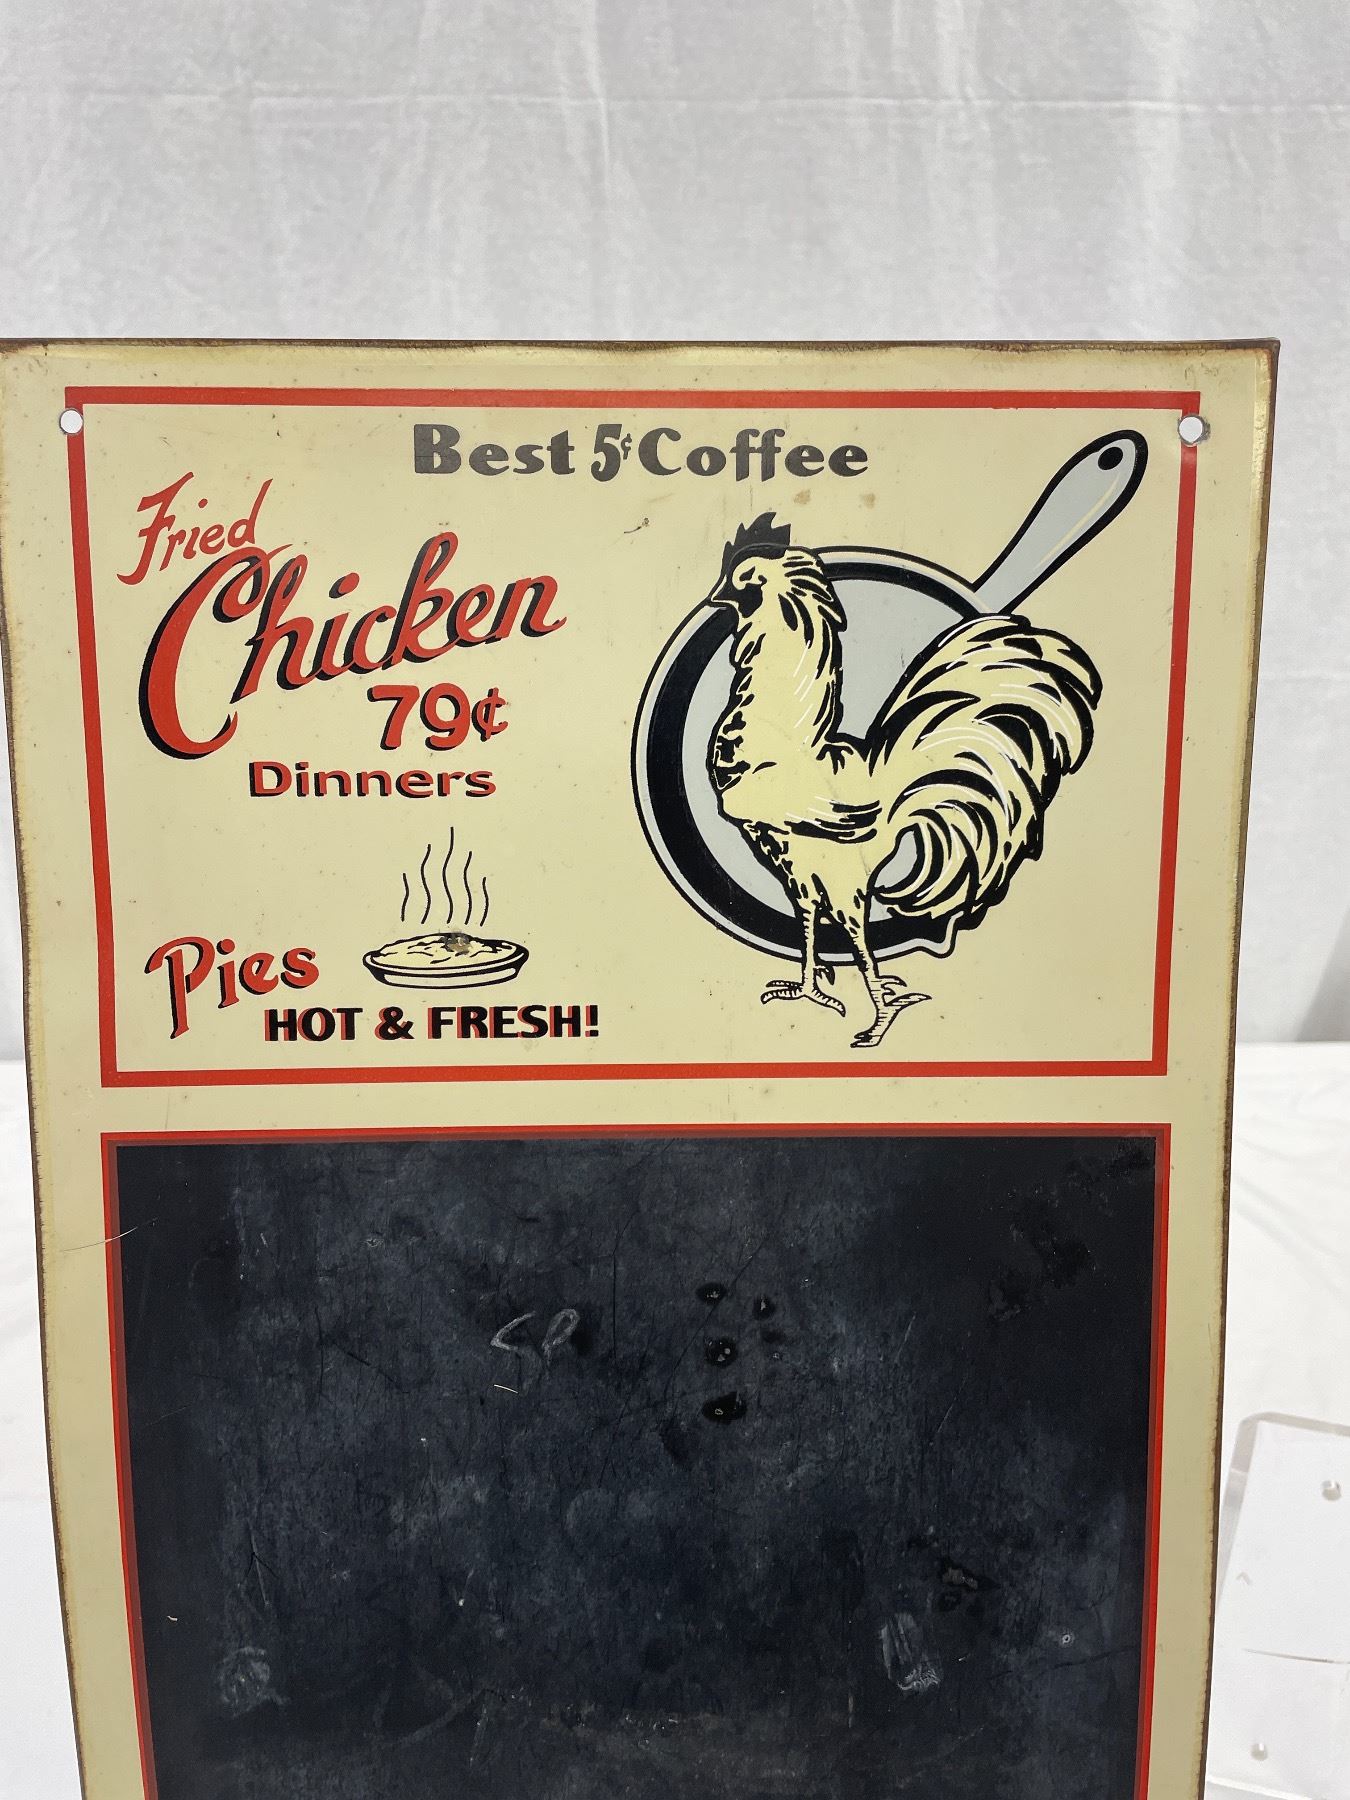 Best 5¢ Coffee
Fried
Chicken
79¢
Dinners
Pies
HOT & FRESH!